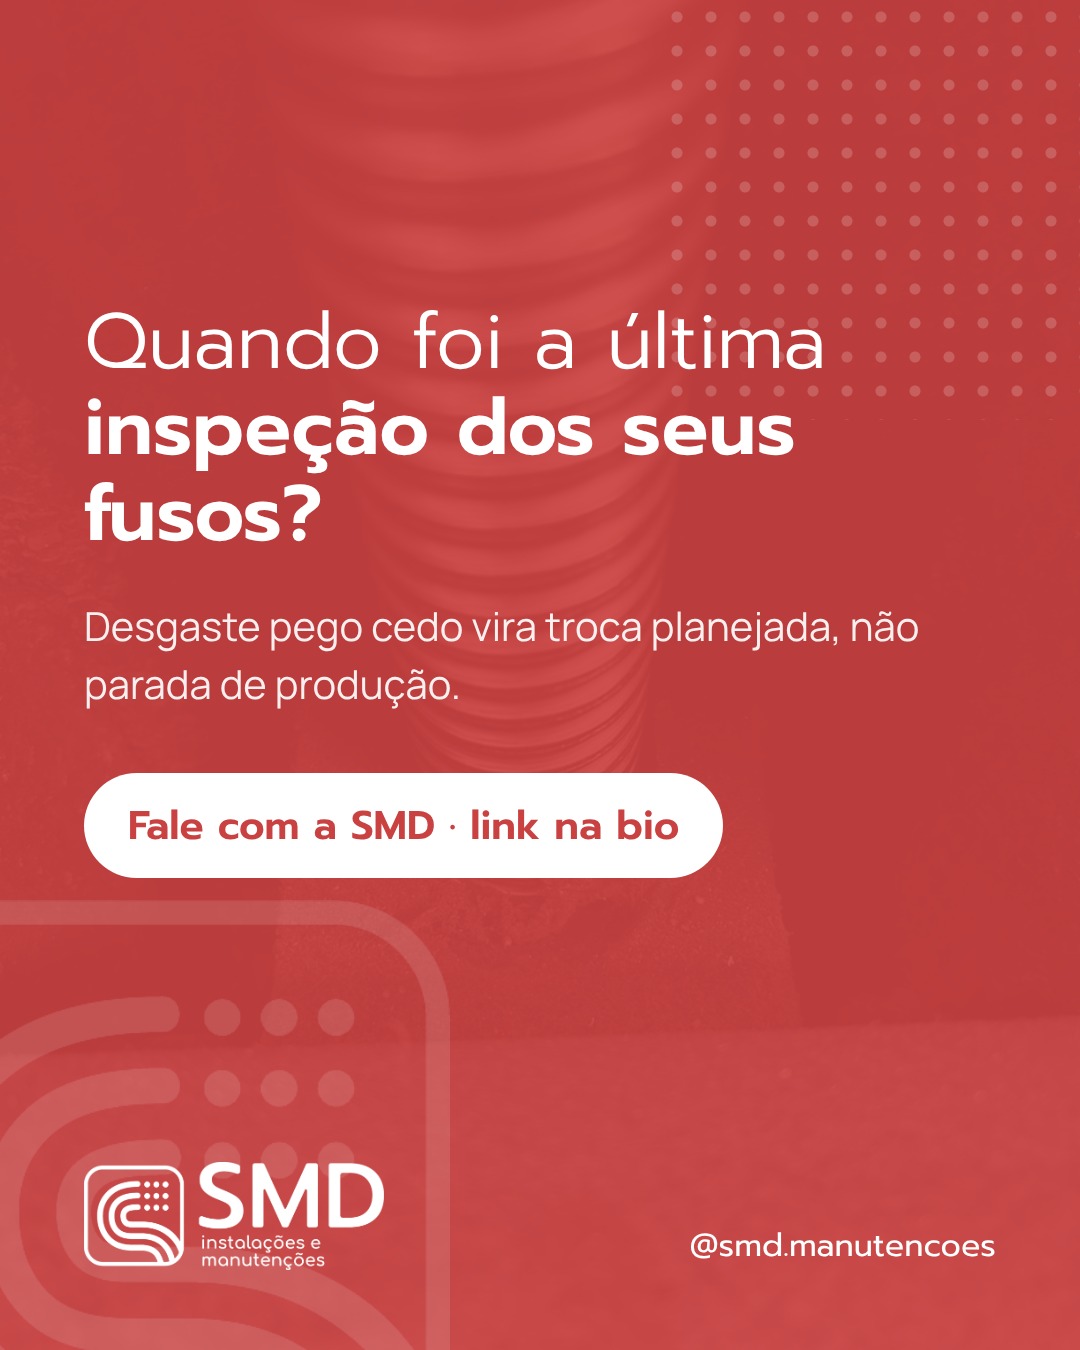 Quando foi a última
inspeção dos seus
fusos?
Desgaste pego cedo vira troca planejada, não
parada de produção.
Fale com a SMD · link na bio
SMD
instalações e
manutenções
@smd.manutencoes